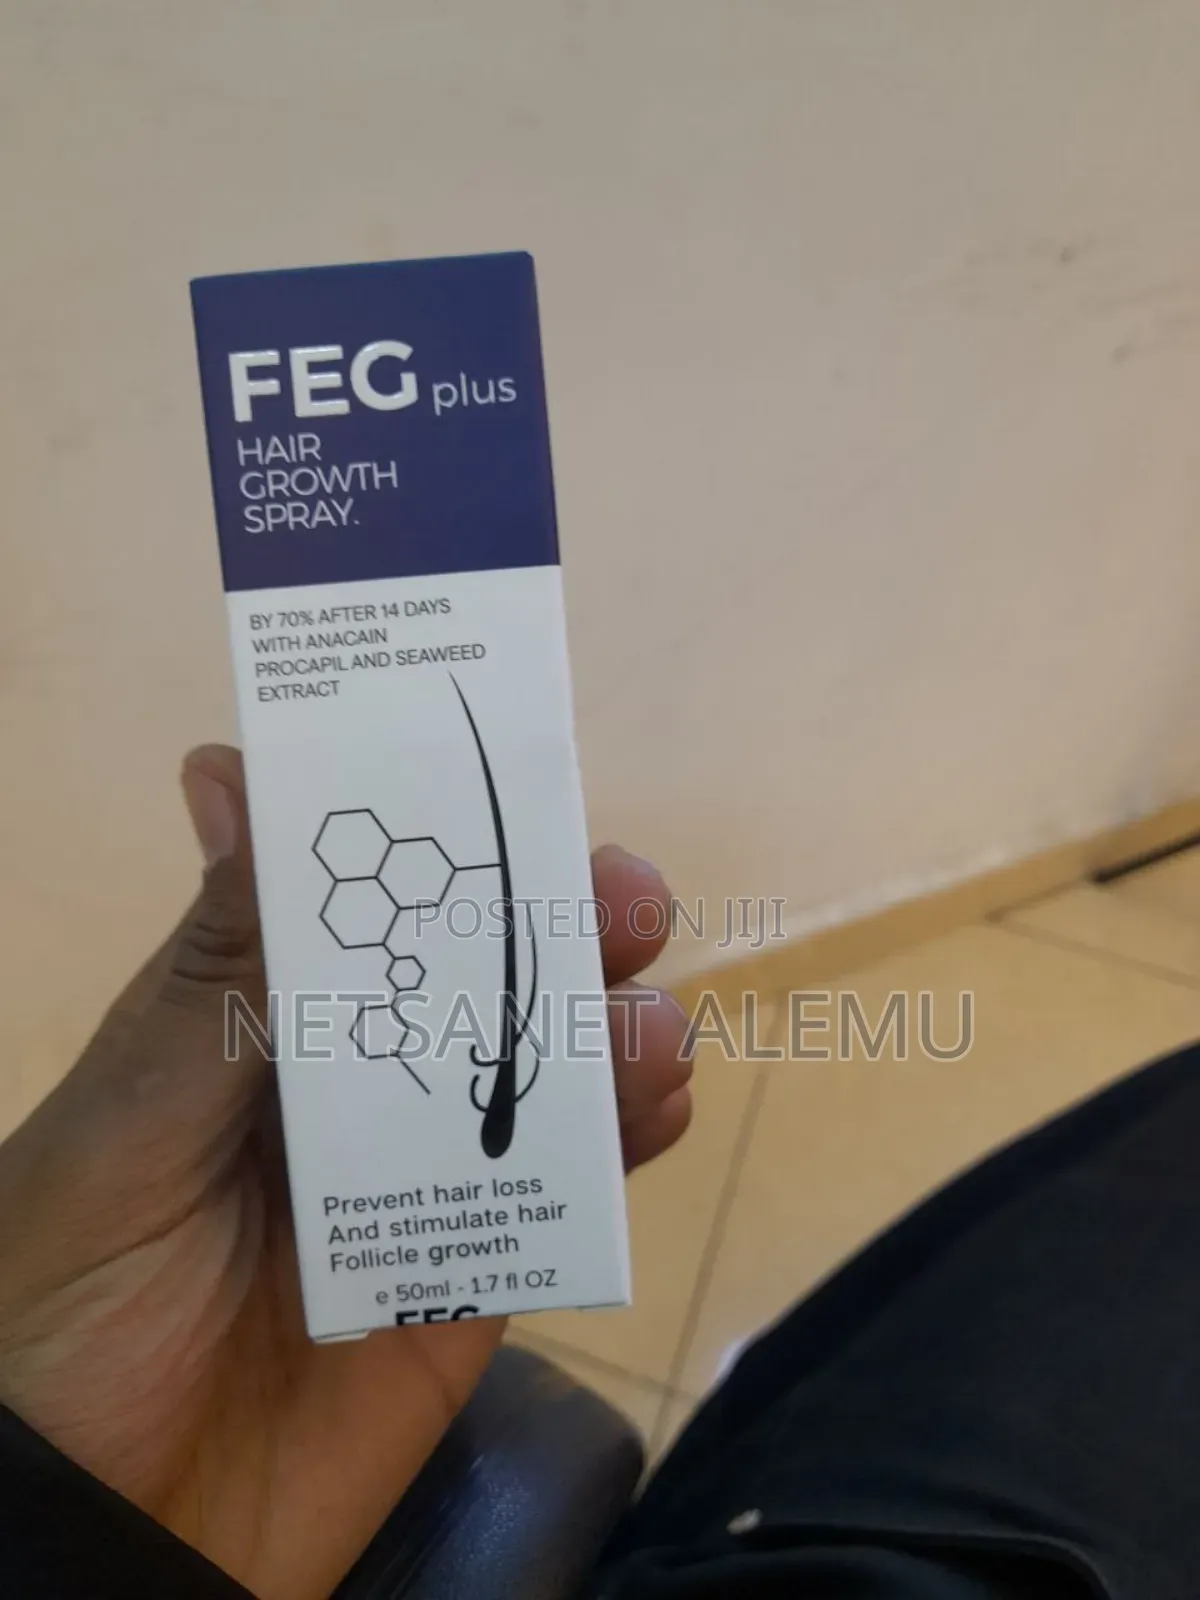 FEG plus
HAIR
GROWTH
SPRAY.
BY 70% AFTER 14 DAYS
WITH ANACAIN
PROCAPIL AND SEAWEED
EXTRACT
POSTED ON JIJI
NETSANET ALEMU
Prevent hair loss
And stimulate hair
Follicle growth
e 50ml - 1.7 fl OZ
FEG